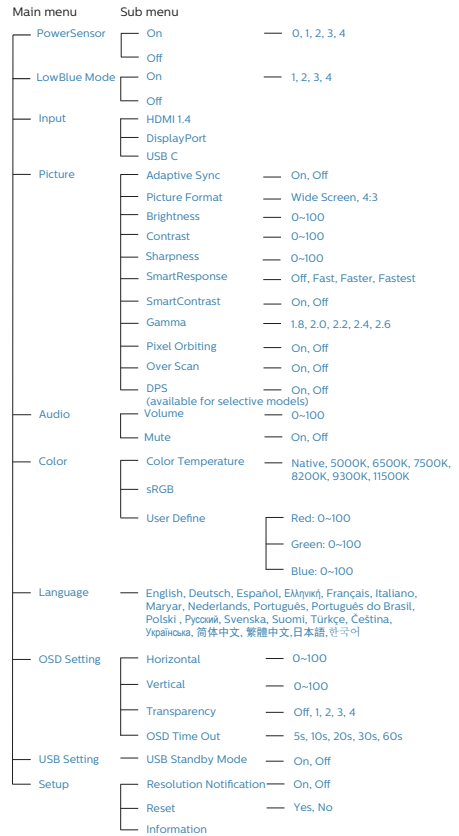 Main menu Sub menu
PowerSensor On 0, 1, 2, 3, 4
Off
LowBlue Mode On 1, 2, 3, 4
Off
Input HDMI 1.4
DisplayPort
USB C
Picture Adaptive Sync On, Off
Picture Format Wide Screen, 4:3
Brightness 0~100
Contrast 0~100
Sharpness 0~100
SmartResponse Off, Fast, Faster, Fastest
SmartContrast On, Off
Gamma 1.8, 2.0, 2.2, 2.4, 2.6
Pixel Orbiting On, Off
Over Scan On, Off
DPS On, Off
(available for selective models)
Audio Volume 0~100
Mute On, Off
Color Color Temperature Native, 5000K, 6500K, 7500K,
8200K, 9300K, 11500K
sRGB
User Define Red: 0~100
Green: 0~100
Blue: 0~100
Language English, Deutsch, Español, Ελληνική, Français, Italiano,
Maryar, Nederlands, Português, Português do Brasil,
Polski , Русский, Svenska, Suomi, Türkçe, Čeština,
Українська, 简体中文, 繁體中文,日本語,한국어
OSD Setting Horizontal 0~100
Vertical 0~100
Transparency Off, 1, 2, 3, 4
OSD Time Out 5s, 10s, 20s, 30s, 60s
USB Setting USB Standby Mode On, Off
Setup Resolution Notification On, Off
Reset Yes, No
Information